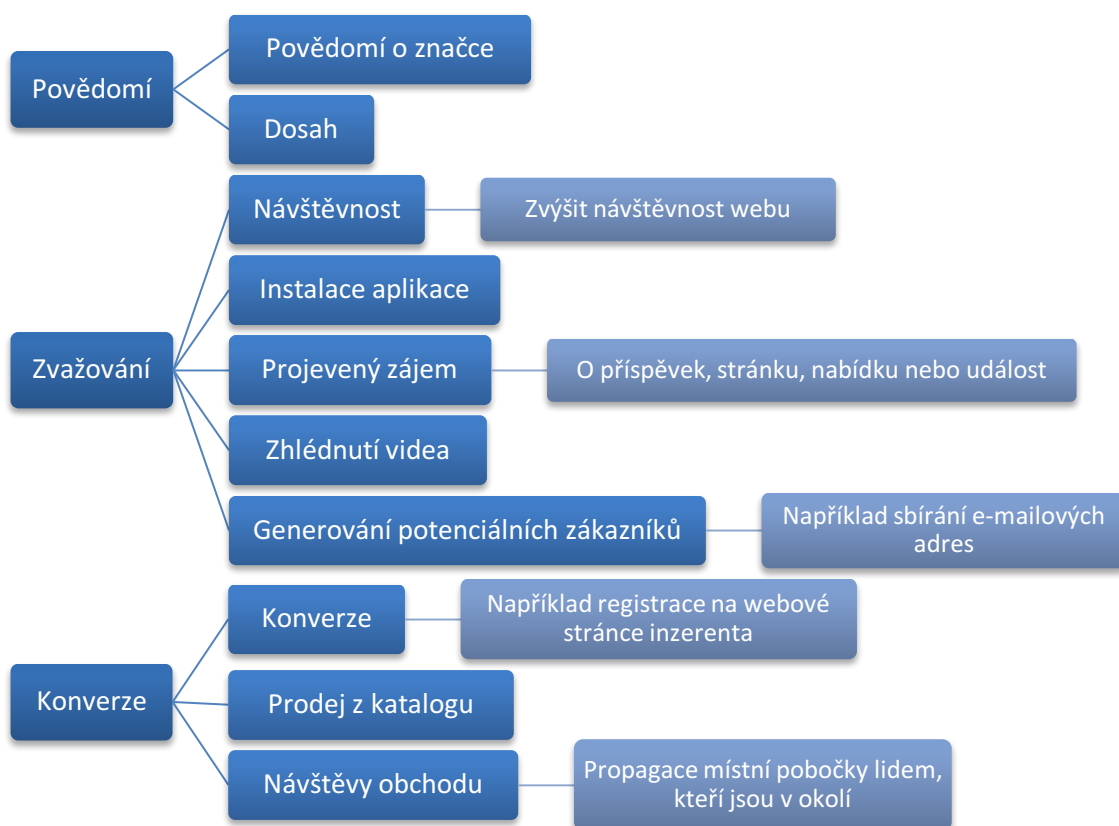 Povědomí
Povědomí o značce
Dosah
Zvažování
Návštěvnost
Zvýšit návštěvnost webu
Instalace aplikace
Projevený zájem
O příspěvek, stránku, nabídku nebo událost
Zhlédnutí videa
Generování potenciálních zákazníků
Například sbírání e-mailových
adres
Konverze
Konverze
Například registrace na webové
stránce inzerenta
Prodej z katalogu
Návštěvy obchodu
Propagace místní pobočky lidem,
kteří jsou v okolí